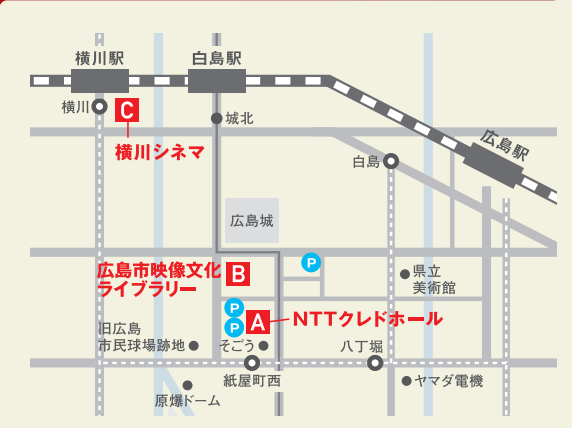 横川駅
白島駅
横川
C
城北
横川シネマ
白島
広島駅
広島城
広島市映像文化
ライブラリー
B
P
県立
美術館
P
P
A
NTTクレドホール
旧広島
市民球場跡地
そごう
八丁堀
紙屋町西
ヤマダ電機
原爆ドーム